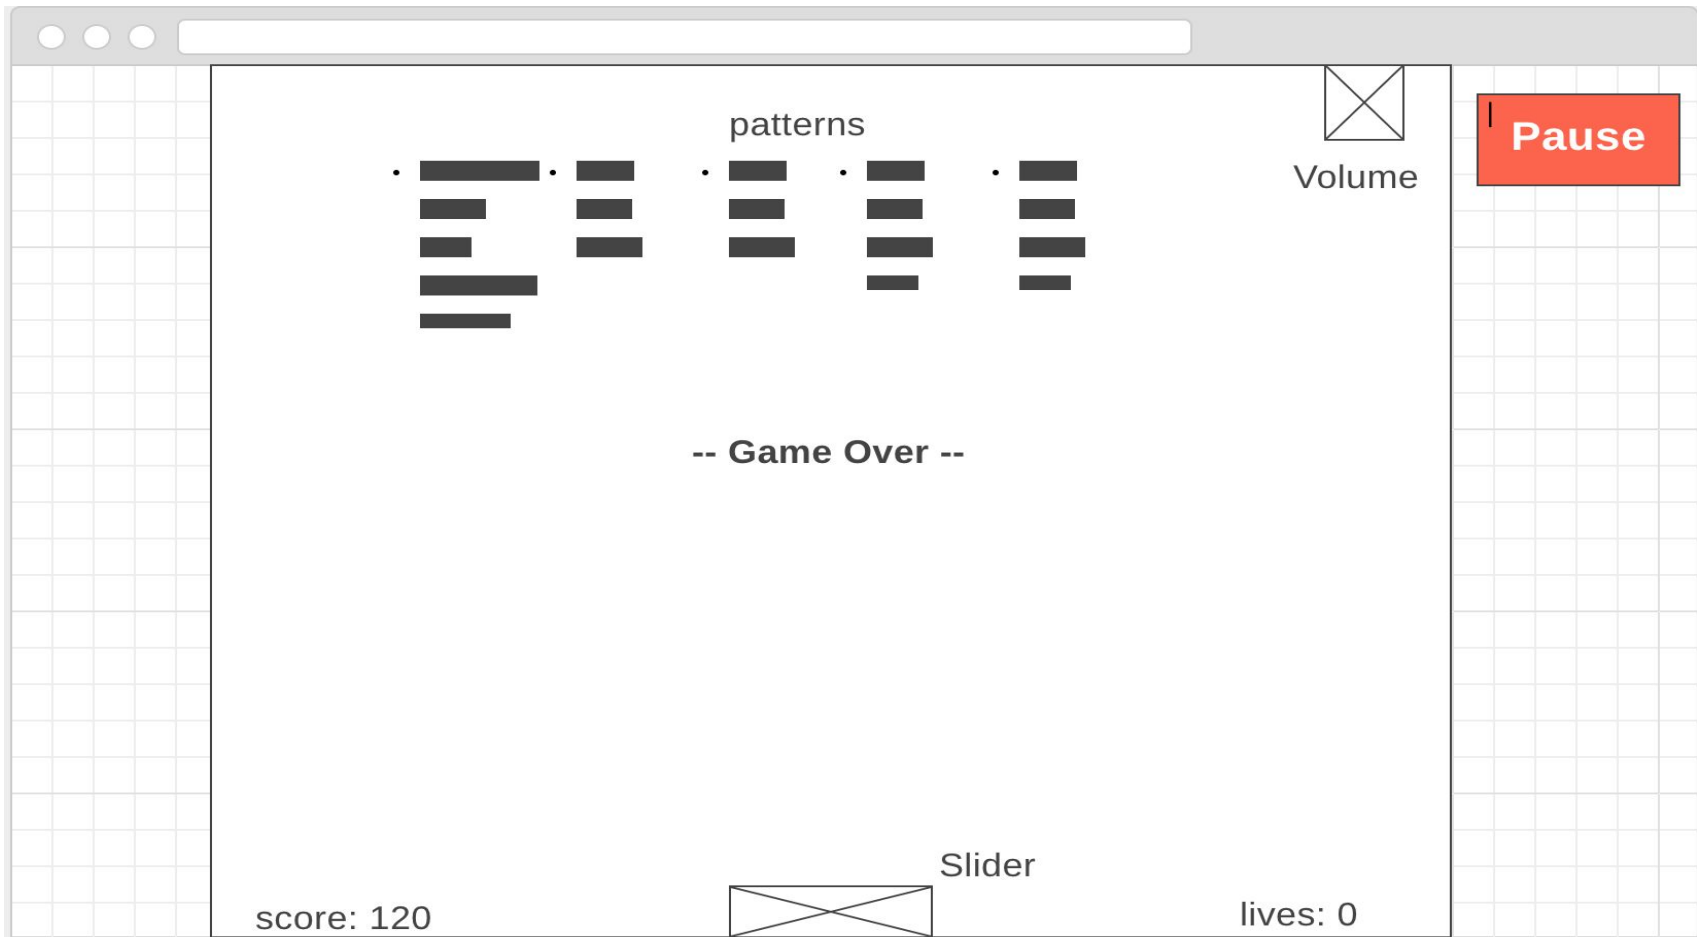 patterns
Volume
Pause
-- Game Over --
Slider
score: 120
lives: 0